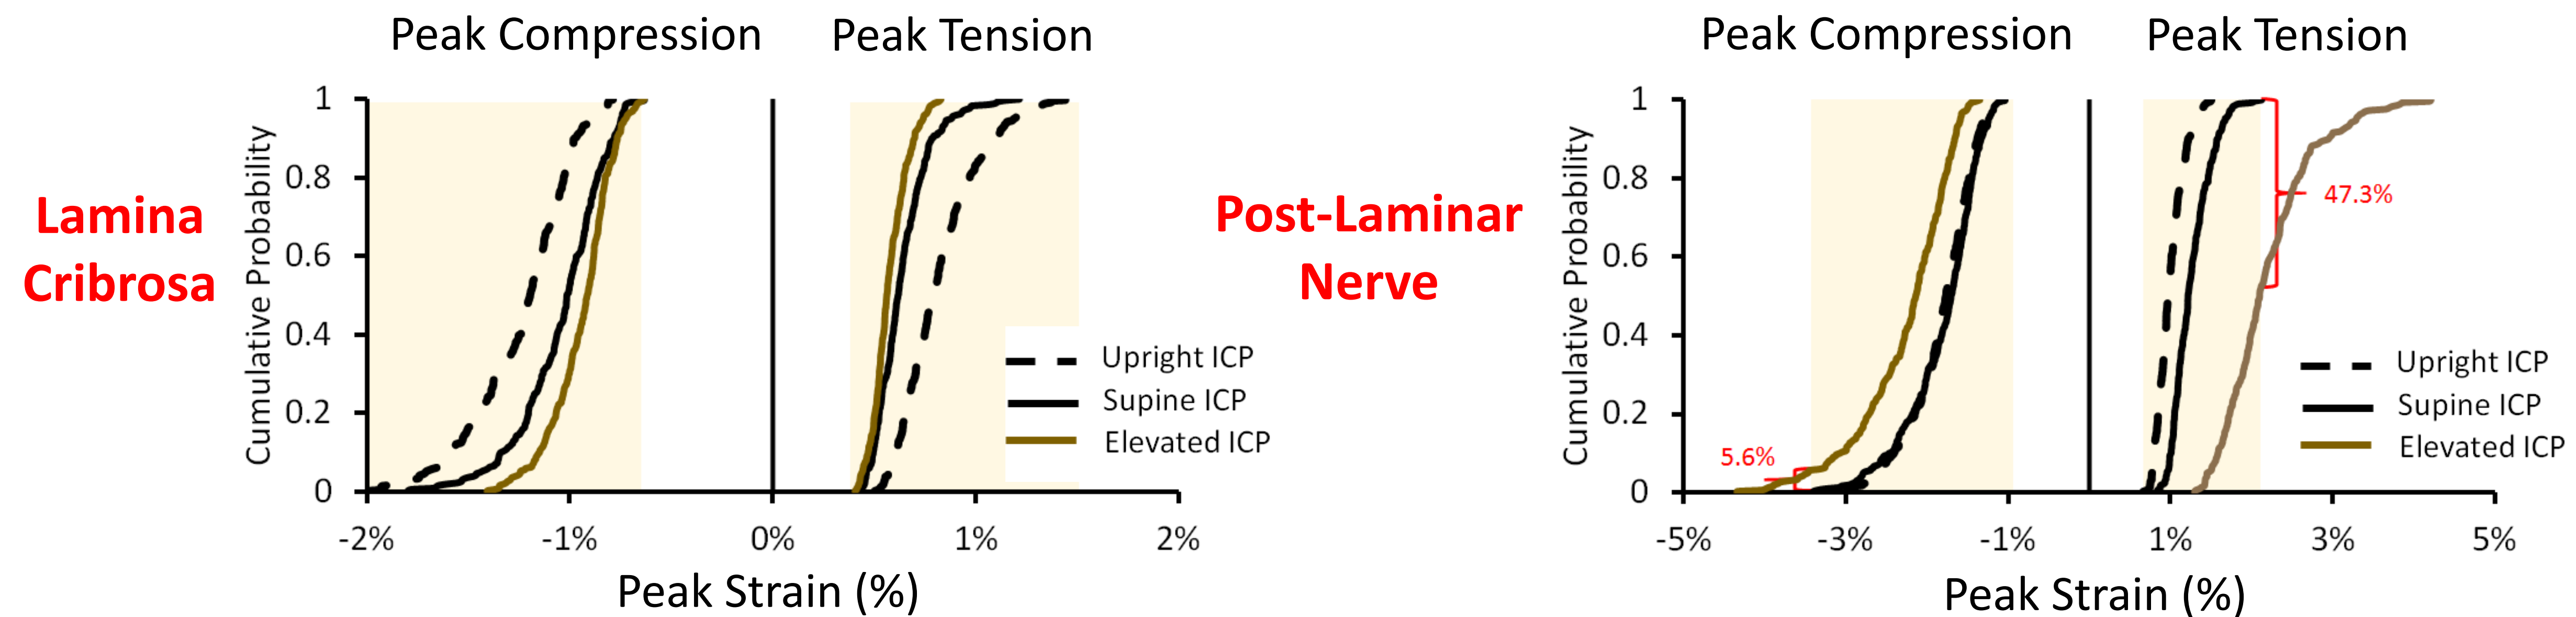 Peak Compression
Peak Tension
Lamina
Cribrosa
Cumulative Probability
1
0.8
0.6
0.4
0.2
0
Upright ICP
Supine ICP
Elevated ICP
-2%
-1%
0%
1%
2%
Peak Strain (%)
Peak Compression
Peak Tension
Post-Laminar
Nerve
Cumulative Probability
1
0.8
0.6
0.4
0.2
0
47.3%
5.6%
Upright ICP
Supine ICP
Elevated ICP
-5%
-3%
-1%
1%
3%
5%
Peak Strain (%)